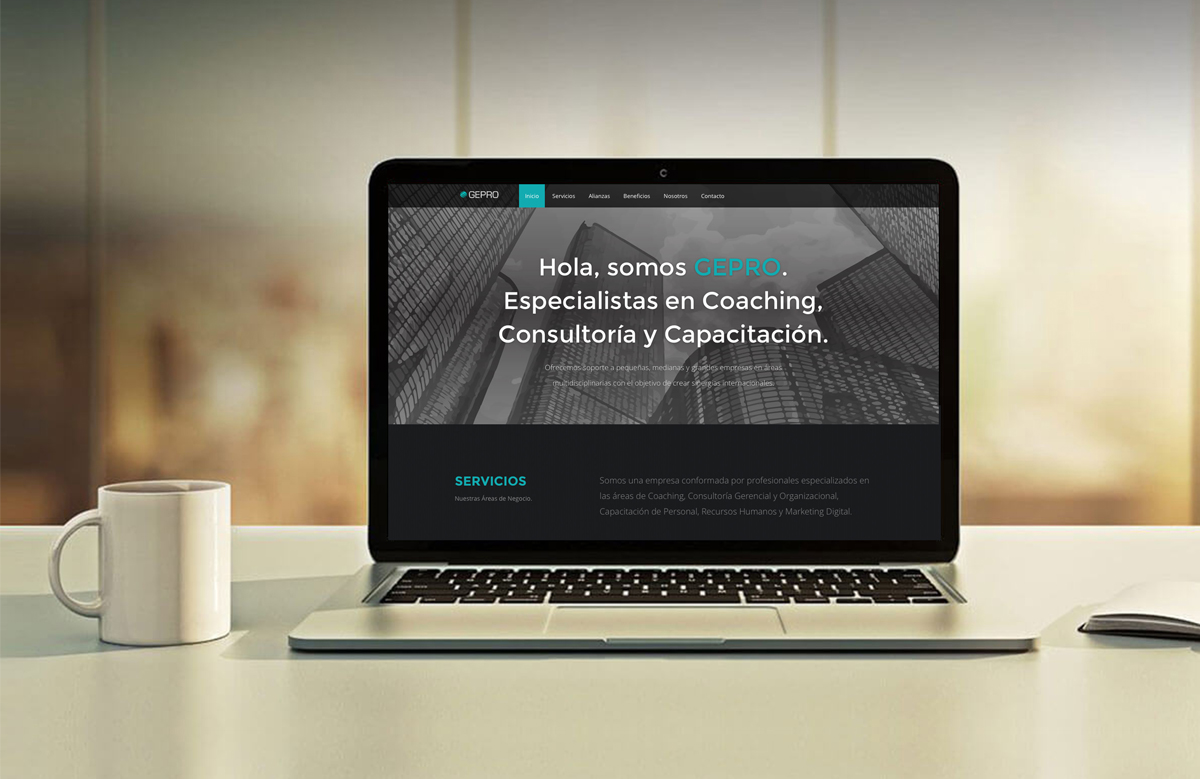 GEPRO
Inicio Servicios Alianzas Beneficios Nosotros Contacto
Hola, somos GEPRO.
Especialistas en Coaching,
Consultoría y Capacitación.
Ofrecemos soporte a pequeñas, medianas y grandes empresas en áreas
multidisciplinarias con el objetivo de crear sinergias internacionales.
SERVICIOS
Nuestras Áreas de Negocio.
Somos una empresa conformada por profesionales especializados en
las áreas de Coaching, Consultoría Gerencial y Organizacional,
Capacitación de Personal, Recursos Humanos y Marketing Digital.